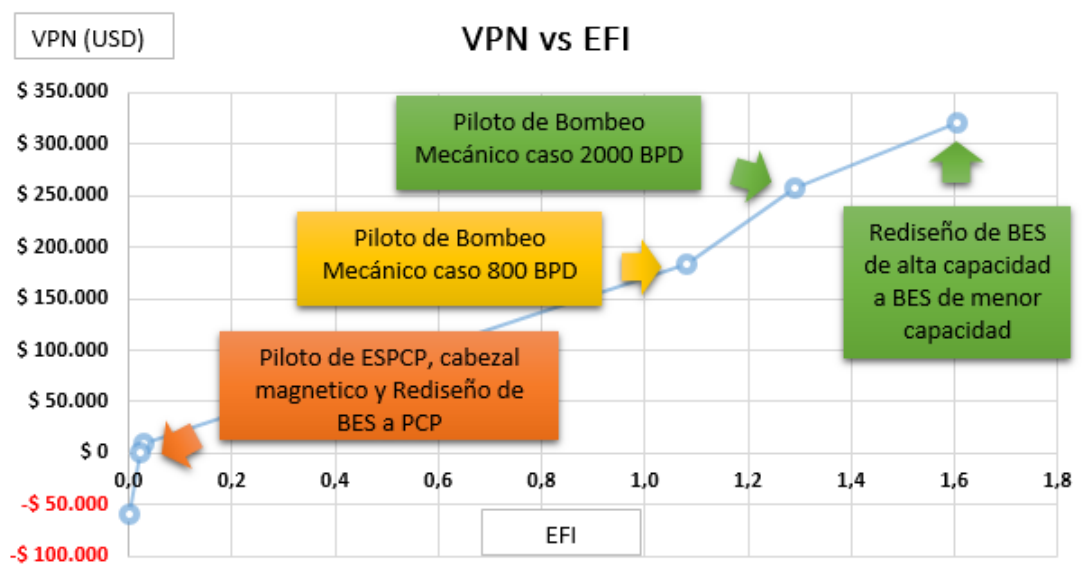 VPN (USD)
VPN vs EFI
$ 350.000
$ 300.000
$ 250.000
$ 200.000
$ 150.000
$ 100.000
$ 50.000
$ 0
-$ 50.000
-$ 100.000
Piloto de Bombeo
Mecánico caso 2000 BPD
Piloto de Bombeo
Mecánico caso 800 BPD
Rediseño de BES
de alta capacidad
a BES de menor
capacidad
Piloto de ESPCP, cabezal
magnetico y Rediseño de
BES a PCP
0,0 0,2 0,4 0,6 0,8 1,0 1,2 1,4 1,6 1,8
EFI